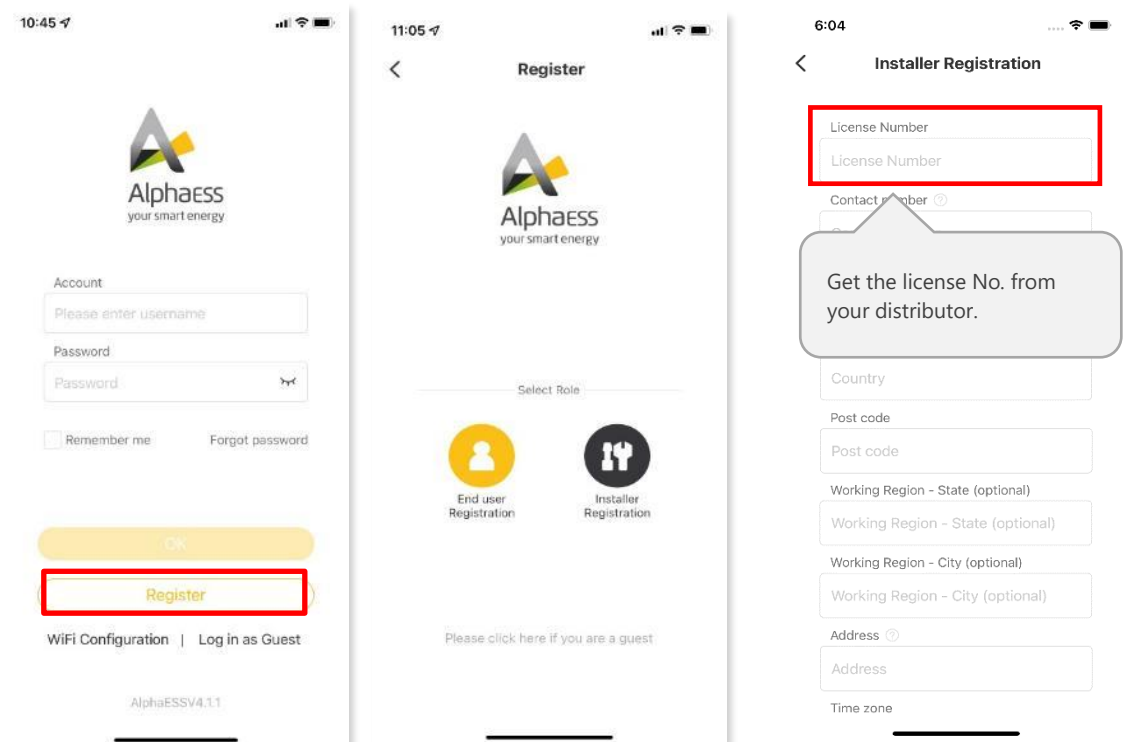 10:45
AlphaESS
your smart energy
Account
Please enter username
Password
Password
Remember me
Forgot password
OK
Register
WiFi Configuration | Log in as Guest
AlphaESSV4.1.1
11:05
Register
AlphaESS
your smart energy
Select Role
End user
Registration
Installer
Registration
Please click here if you are a guest
6:04
Installer Registration
License Number
License Number
Contact number
Get the license No. from
your distributor.
Country
Post code
Post code
Working Region - State (optional)
Working Region - State (optional)
Working Region - City (optional)
Working Region - City (optional)
Address
Address
Time zone